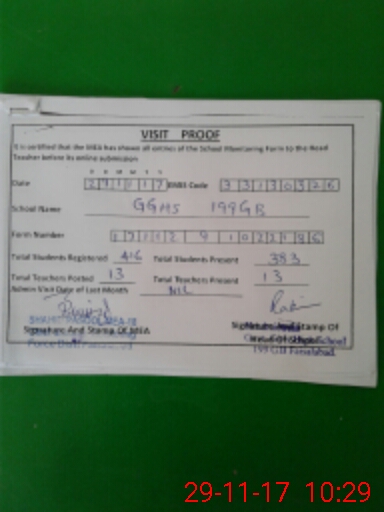 VISIT PROOF
It is certified that the MEA has shown all entries of the School Monitoring Form to the Head
Teacher before its online submission
D D M M Y Y
Date 291117 EMIS Code 33130326
School Name GGHS 199GB
Form Number
Total Students Registered 416 Total Students Present 383
Total Teachers Posted 13 Total Teachers Present 13
Admin Visit Date of Last Month NIL
Signature And Stamp Of MEA Signature And Stamp Of
School
199 GB Faisalabad
29-11-17 10:29